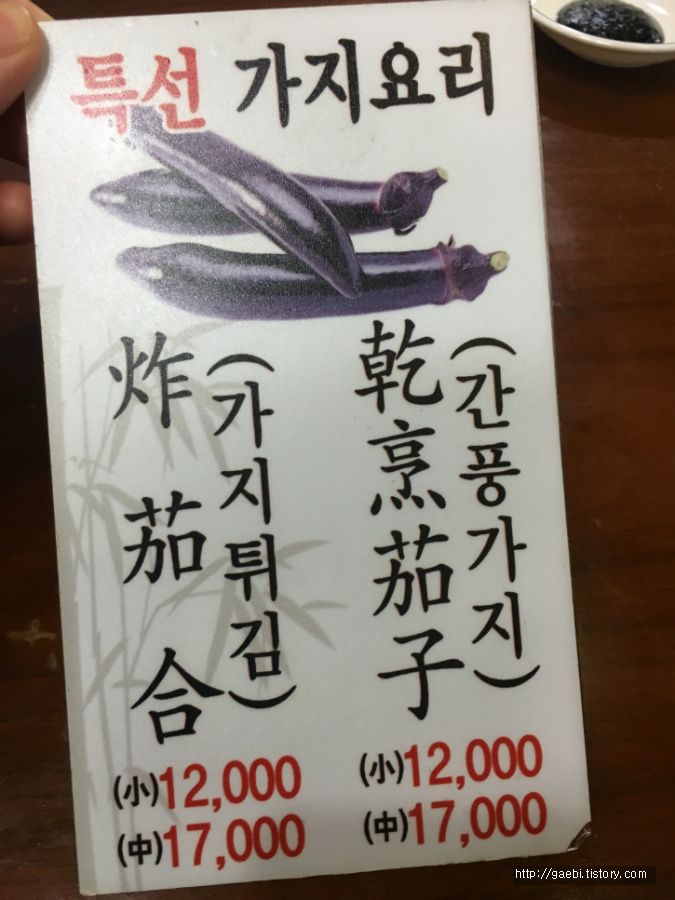 특선 가지요리
乾烹茄子
(간풍가지)
炸茄合
(가지튀김)
(小)12,000
(中)17,000
(小)12,000
(中)17,000
http://gaebi.tistory.com